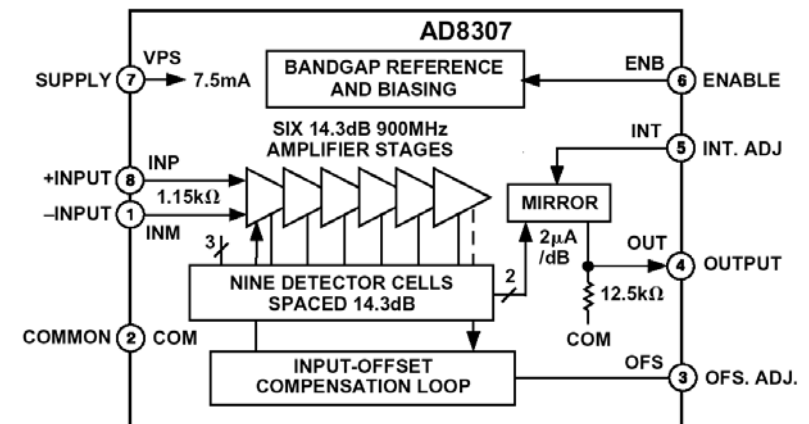 AD8307
VPS
SUPPLY 7
7.5mA
BANDGAP REFERENCE
AND BIASING
ENB
6 ENABLE
SIX 14.3dB 900MHz
AMPLIFIER STAGES
INT
5 INT. ADJ
+INPUT 8
INP
1.15kΩ
–INPUT 1
INM
MIRROR
3
2µA
/dB
OUT
4 OUTPUT
NINE DETECTOR CELLS
SPACED 14.3dB
2
12.5kΩ
COM
COMMON 2 COM
INPUT-OFFSET
COMPENSATION LOOP
OFS
3 OFS. ADJ.